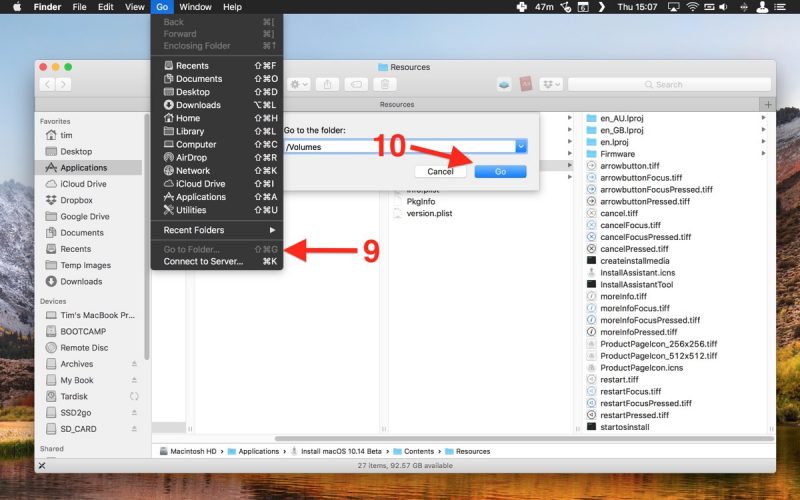 Finder File Edit View Go Window Help 47m 6 Thu 15:07
Back ⌘[
Forward ⌘]
Enclosing Folder ⌘↑
Recents ⇧⌘F
Documents ⇧⌘O
Desktop ⇧⌘D
Downloads ⌥⌘L
Home ⇧⌘H
Library ⇧⌘L
Computer ⇧⌘C
AirDrop ⇧⌘R
Network ⇧⌘K
iCloud Drive ⇧⌘I
Applications ⇧⌘A
Utilities ⇧⌘U
Recent Folders
Go to Folder... ⇧⌘G
Connect to Server... ⌘K
9
Resources
Search
Resources
Go to the folder:
/Volumes
10
Cancel Go
Favorites
tim
Desktop
Applications
iCloud Drive
Dropbox
Google Drive
Documents
Recents
Temp Images
Downloads
Devices
Tim's MacBook Pr...
BOOTCAMP
Remote Disc
Archives
My Book
Tardisk
SSD2go
SD_CARD
Shared
Info.plist
PkgInfo
version.plist
en_AU.lproj
en_GB.lproj
en.lproj
Firmware
arrowbutton.tiff
arrowbuttonFocus.tiff
arrowbuttonFocusPressed.tiff
arrowbuttonPressed.tiff
cancel.tiff
cancelFocus.tiff
cancelFocusPressed.tiff
cancelPressed.tiff
createinstallmedia
InstallAssistant.icns
InstallAssistantTool
moreInfo.tiff
moreInfoFocus.tiff
moreInfoFocusPressed.tiff
moreInfoPressed.tiff
ProductPageIcon_256x256.tiff
ProductPageIcon_512x512.tiff
ProductPageIcon.icns
restart.tiff
restartFocus.tiff
restartFocusPressed.tiff
restartPressed.tiff
startosinstall
Macintosh HD Applications Install macOS 10.14 Beta Contents Resources
27 items, 92.57 GB available